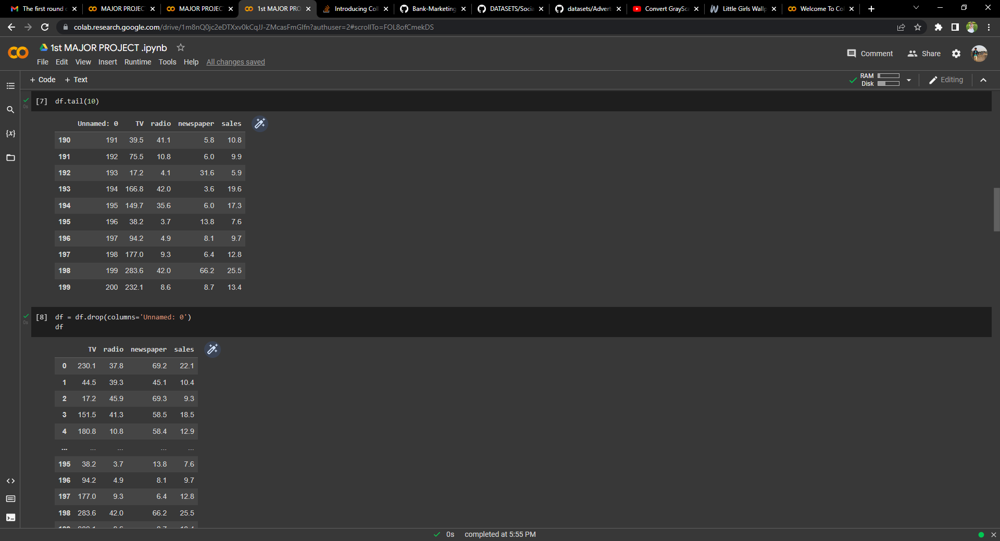 The first round
MAJOR PROJEC
MAJOR PROJEC
1st MAJOR PRO
Introducing Col
Bank-Marketing
DATASETS/Socia
datasets/Advert
Convert GraySca
Little Girls Wallp
Welcome To Col
colab.research.google.com/drive/1m8nQ0jc2eDTXxv0kCqJJ-ZMcasFmGlfn?authuser=2#scrollTo=FOL8ofCmekDS
1st MAJOR PROJECT .ipynb
Comment Share
File Edit View Insert Runtime Tools Help All changes saved
+ Code + Text
RAM
Disk
Editing
[7] df.tail(10)
0s
Unnamed: 0 TV radio newspaper sales
190 191 39.5 41.1 5.8 10.8
191 192 75.5 10.8 6.0 9.9
192 193 17.2 4.1 31.6 5.9
193 194 166.8 42.0 3.6 19.6
194 195 149.7 35.6 6.0 17.3
195 196 38.2 3.7 13.8 7.6
196 197 94.2 4.9 8.1 9.7
197 198 177.0 9.3 6.4 12.8
198 199 283.6 42.0 66.2 25.5
199 200 232.1 8.6 8.7 13.4
[8] df = df.drop(columns='Unnamed: 0')
0s
df
TV radio newspaper sales
0 230.1 37.8 69.2 22.1
1 44.5 39.3 45.1 10.4
2 17.2 45.9 69.3 9.3
3 151.5 41.3 58.5 18.5
4 180.8 10.8 58.4 12.9
... ... ... ... ...
195 38.2 3.7 13.8 7.6
196 94.2 4.9 8.1 9.7
197 177.0 9.3 6.4 12.8
198 283.6 42.0 66.2 25.5
0s completed at 5:55 PM